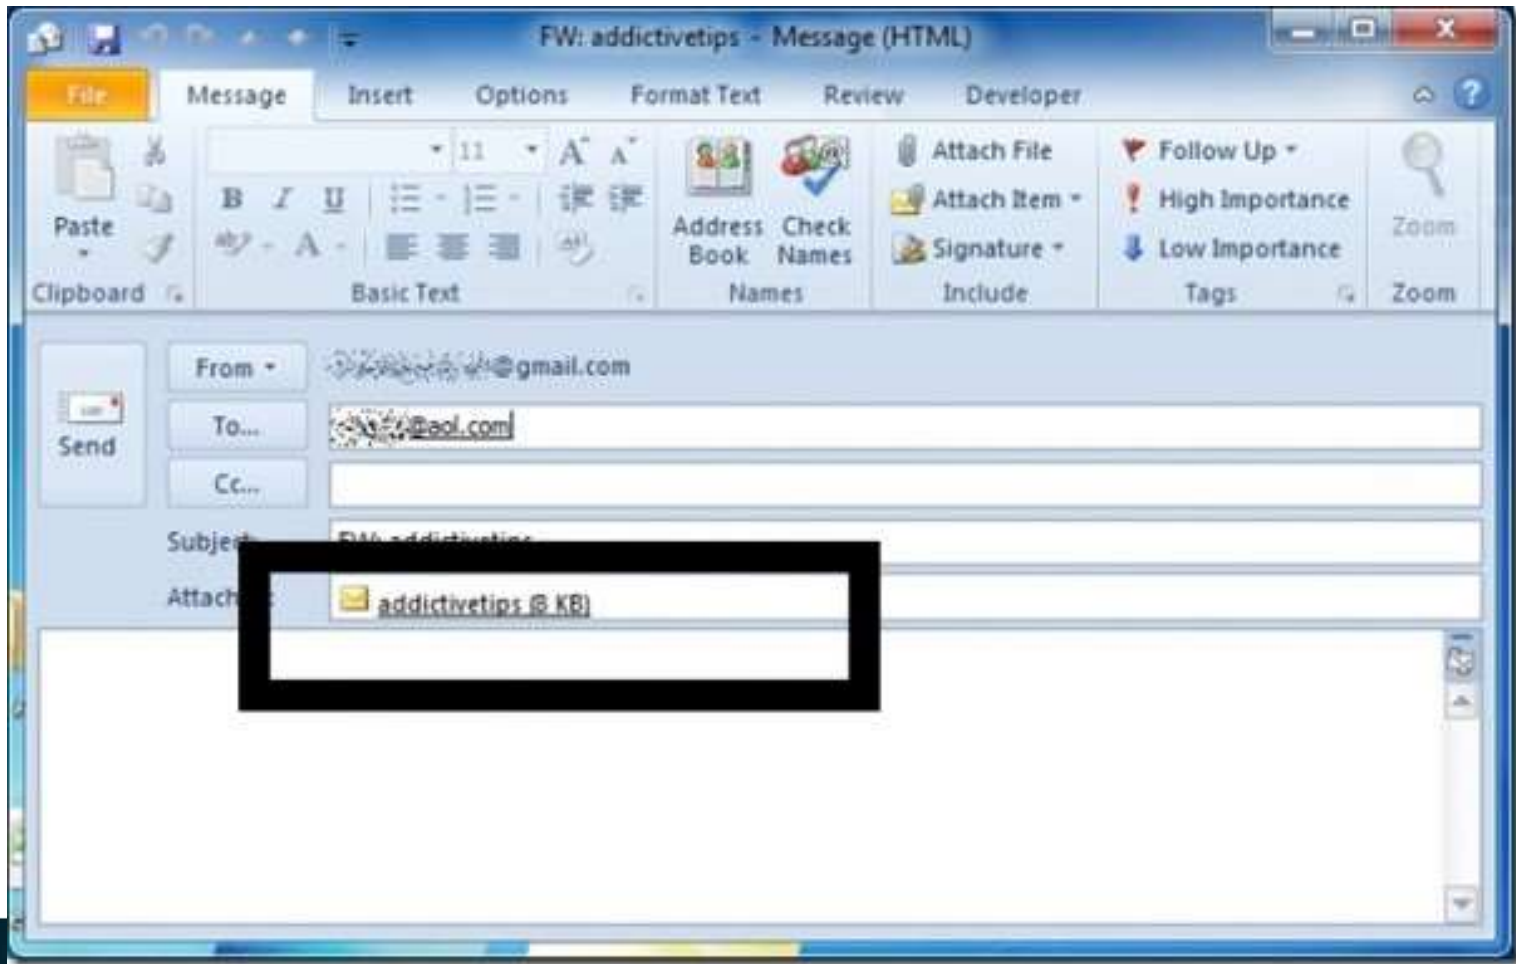 FW: addictivetips - Message (HTML)
File Message Insert Options Format Text Review Developer
Paste
Clipboard
11
B I U
A
Basic Text
Address Book
Check Names
Names
Attach File
Attach Item
Signature
Include
Follow Up
High Importance
Low Importance
Tags
Zoom
Zoom
From @gmail.com
Send
To... @aol.com
Cc...
FW: addictivetips
addictivetips (8 KB)